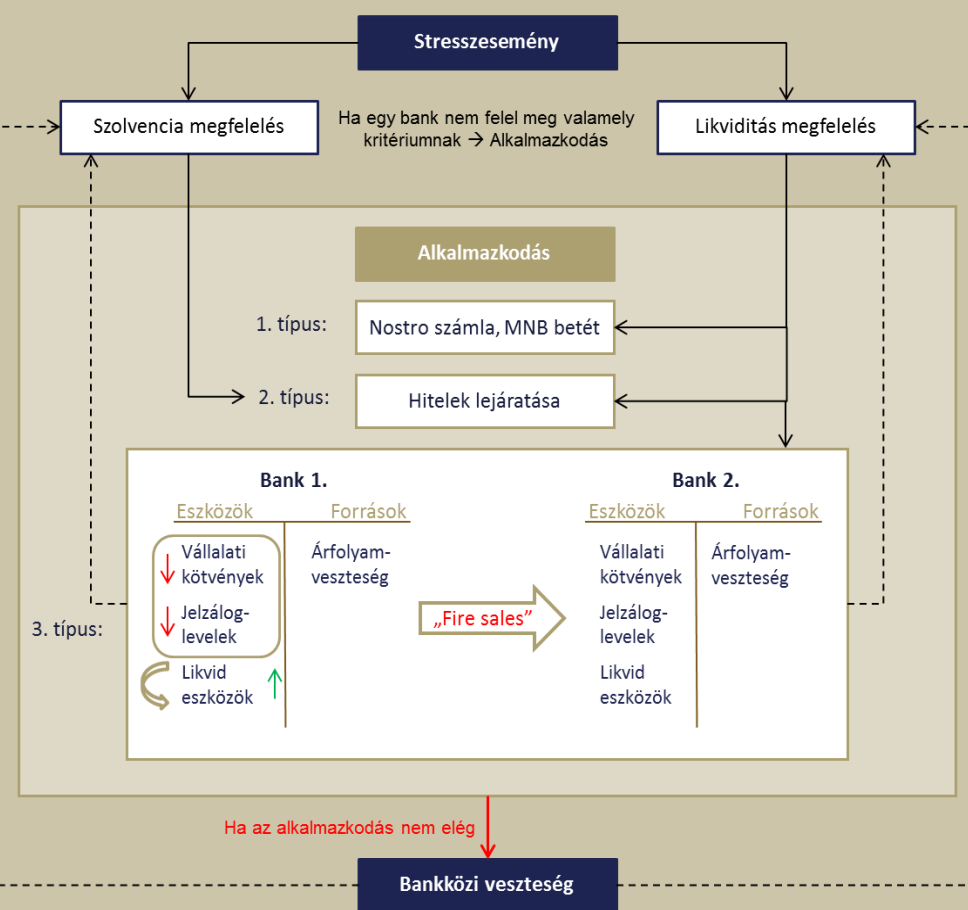 Stresszesemény
Szolvencia megfelelés
Ha egy bank nem felel meg valamely
kritériumnak → Alkalmazkodás
Likviditás megfelelés
Alkalmazkodás
1. típus:
Nostro számla, MNB betét
2. típus:
Hitelek lejáratása
3. típus:
Bank 1.
Eszközök
Források
Vállalati
kötvények
Jelzálog-
levelek
Likvid
eszközök
Árfolyam-
veszteség
„Fire sales”
Bank 2.
Eszközök
Források
Vállalati
kötvények
Jelzálog-
levelek
Likvid
eszközök
Árfolyam-
veszteség
Ha az alkalmazkodás nem elég
Bankközi veszteség